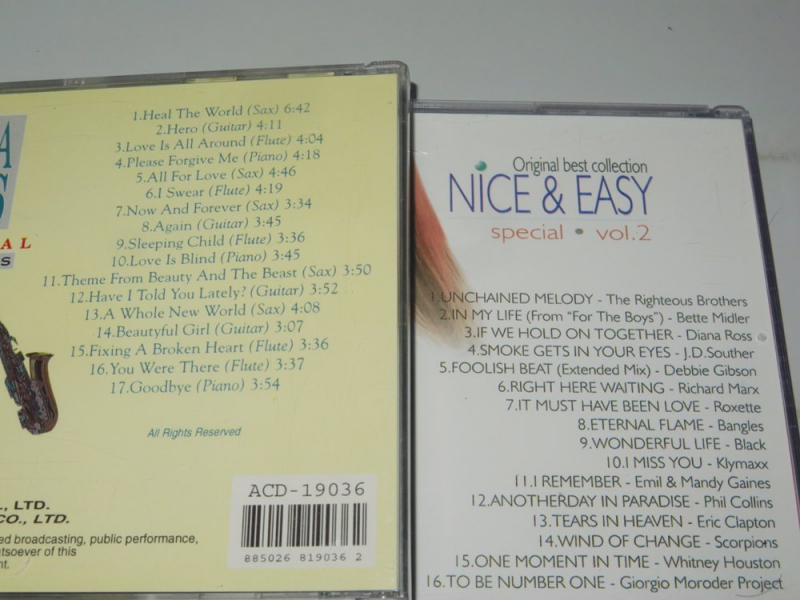 A
S
A L
S
1.Heal The World (Sax) 6:42
2.Hero (Guitar) 4:11
3.Love Is All Around (Flute) 4:04
4.Please Forgive Me (Piano) 4:18
5.All For Love (Sax) 4:46
6.I Swear (Flute) 4:19
7.Now And Forever (Sax) 3:34
8.Again (Guitar) 3:45
9.Sleeping Child (Flute) 3:36
10.Love Is Blind (Piano) 3:45
11.Theme From Beauty And The Beast (Sax) 3:50
12.Have I Told You Lately? (Guitar) 3:52
13.A Whole New World (Sax) 4:08
14.Beautyful Girl (Guitar) 3:07
15.Fixing A Broken Heart (Flute) 3:36
16.You Were There (Flute) 3:37
17.Goodbye (Piano) 3:54
All Rights Reserved
., LTD.
CO., LTD.
ed broadcasting, public performance,
atsoever of this
nt.
ACD-19036
885026 819036 2
Original best collection
NiCE & EASY
special • vol.2
1.UNCHAINED MELODY - The Righteous Brothers
2.IN MY LIFE (From "For The Boys") - Bette Midler
3.IF WE HOLD ON TOGETHER - Diana Ross
4.SMOKE GETS IN YOUR EYES - J.D.Souther
5.FOOLISH BEAT (Extended Mix) - Debbie Gibson
6.RIGHT HERE WAITING - Richard Marx
7.IT MUST HAVE BEEN LOVE - Roxette
8.ETERNAL FLAME - Bangles
9.WONDERFUL LIFE - Black
10.I MISS YOU - Klymaxx
11.I REMEMBER - Emil & Mandy Gaines
12.ANOTHERDAY IN PARADISE - Phil Collins
13.TEARS IN HEAVEN - Eric Clapton
14.WIND OF CHANGE - Scorpions
15.ONE MOMENT IN TIME - Whitney Houston
16.TO BE NUMBER ONE - Giorgio Moroder Project